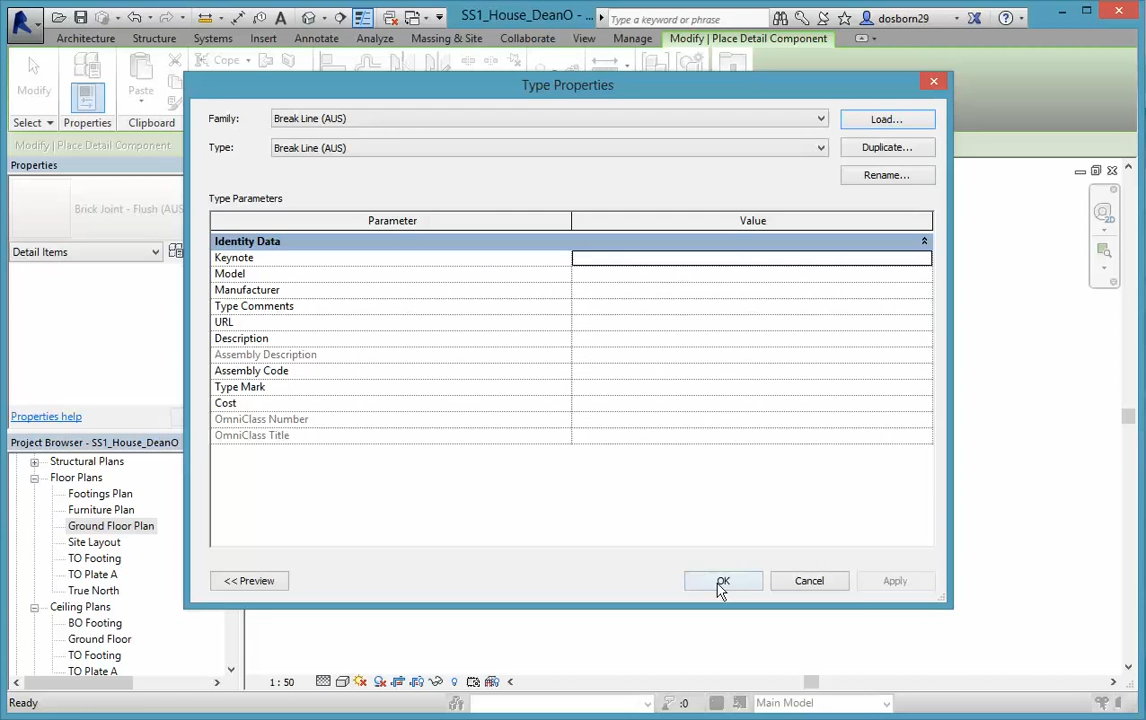 SS1_House_DeanO -
Type a keyword or phrase
dosborn29
Architecture Structure Systems Insert Annotate Analyze Massing & Site Collaborate View Manage Modify | Place Detail Component
Modify
Paste
Cope
Select Properties Clipboard
Modify | Place Detail Component
Properties
Brick Joint - Flush (AUS
Detail Items
Properties help
Type Properties
Family: Break Line (AUS) Load...
Type: Break Line (AUS) Duplicate...
Rename...
Type Parameters
Parameter Value
Identity Data
Keynote
Model
Manufacturer
Type Comments
URL
Description
Assembly Description
Assembly Code
Type Mark
Cost
OmniClass Number
OmniClass Title
<< Preview OK Cancel Apply
Project Browser - SS1_House_DeanO
Structural Plans
Floor Plans
Footings Plan
Furniture Plan
Ground Floor Plan
Site Layout
TO Footing
TO Plate A
True North
Ceiling Plans
BO Footing
Ground Floor
TO Footing
TO Plate A
1 : 50
Ready
:0
Main Model